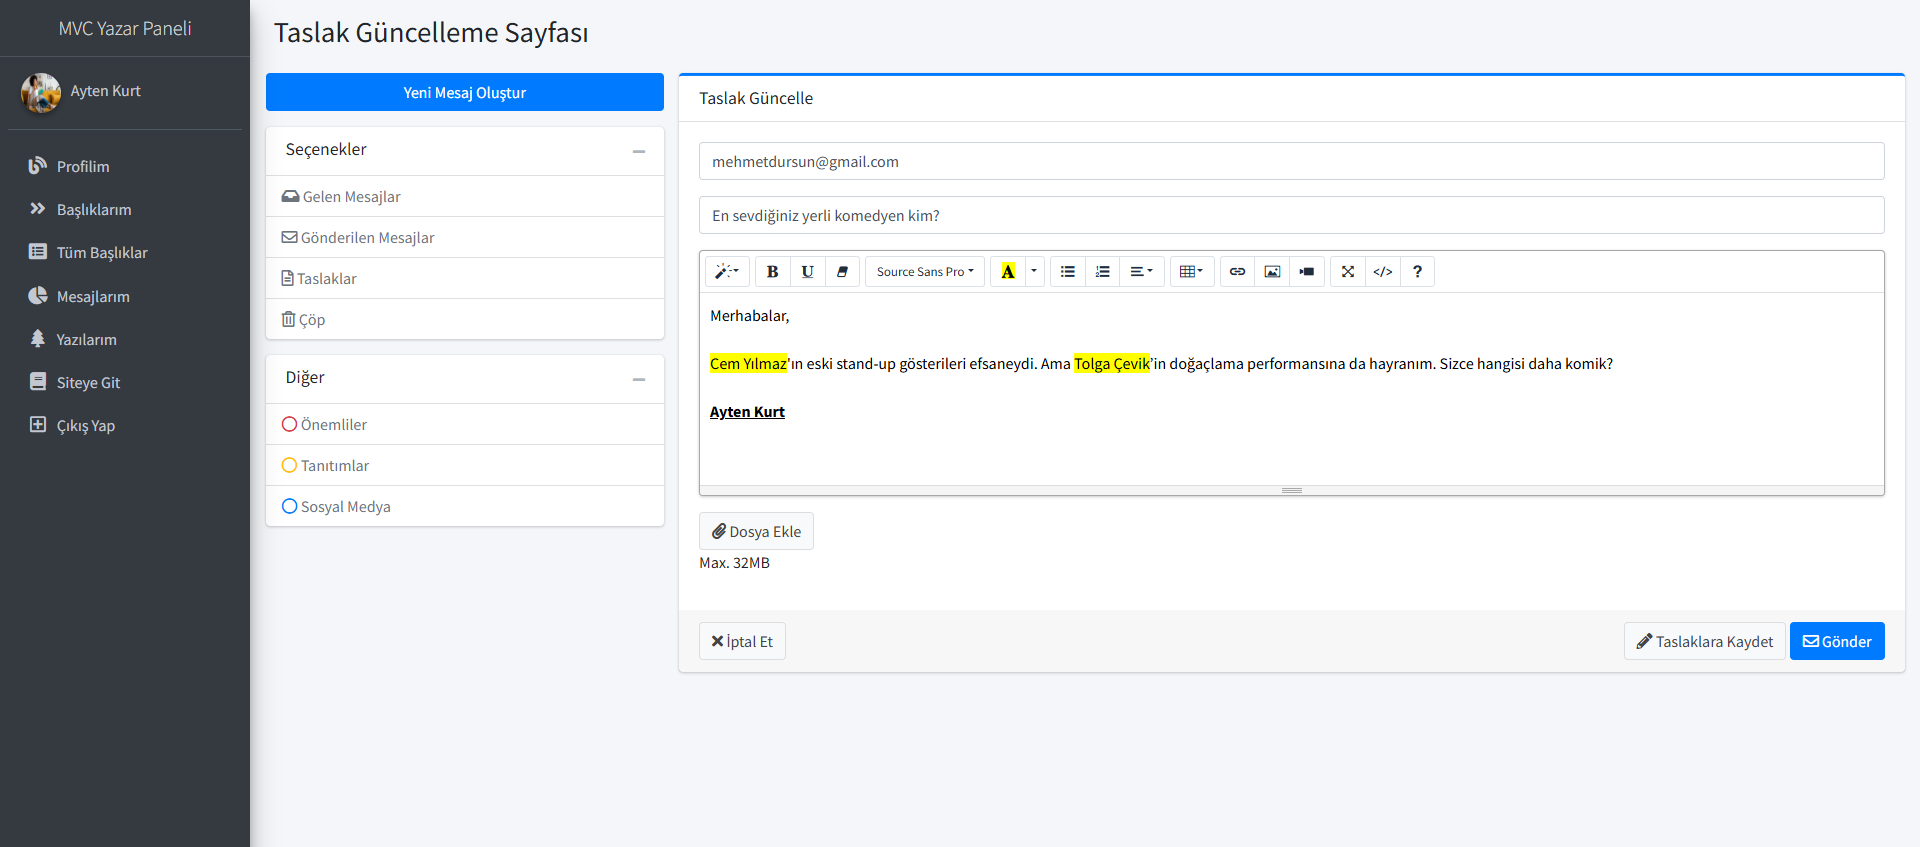 MVC Yazar Paneli
Ayten Kurt
Profilim
Başlıklarım
Tüm Başlıklar
Mesajlarım
Yazılarım
Siteye Git
Çıkış Yap
Taslak Güncelleme Sayfası
Yeni Mesaj Oluştur
Seçenekler
Gelen Mesajlar
Gönderilen Mesajlar
Taslaklar
Çöp
Diğer
Önemliler
Tanıtımlar
Sosyal Medya
Taslak Güncelle
mehmetdursun@gmail.com
En sevdiğiniz yerli komedyen kim?
B U Source Sans Pro A </> ?
Merhabalar,
Cem Yılmaz'ın eski stand-up gösterileri efsaneydi. Ama Tolga Çevik’in doğaçlama performansına da hayranım. Sizce hangisi daha komik?
Ayten Kurt
Dosya Ekle
Max. 32MB
İptal Et
Taslaklara Kaydet
Gönder